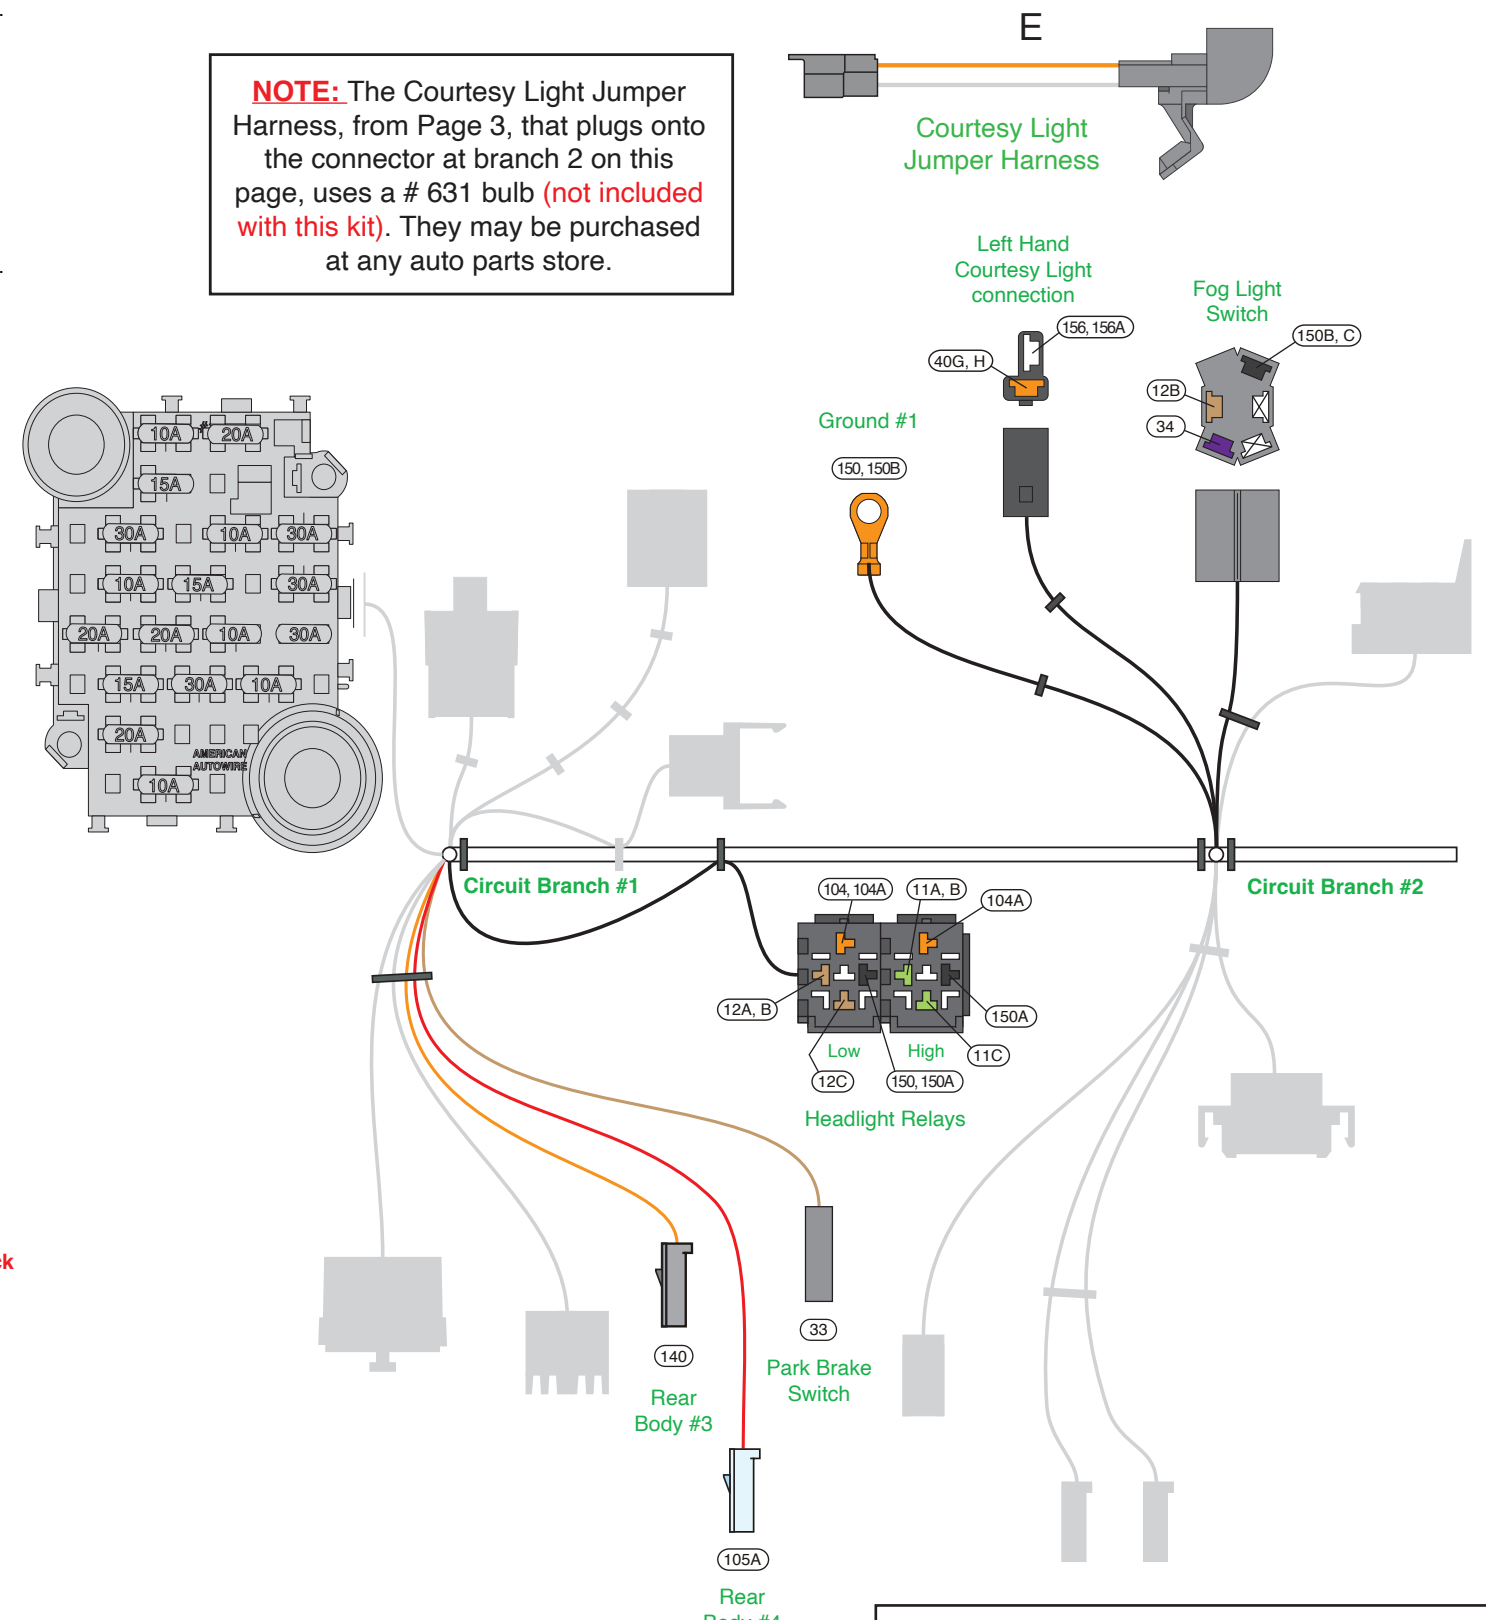 E
NOTE: The Courtesy Light Jumper
Harness, from Page 3, that plugs onto
the connector at branch 2 on this
page, uses a # 631 bulb (not included
with this kit). They may be purchased
at any auto parts store.
Courtesy Light
Jumper Harness
Left Hand
Courtesy Light
connection
156, 156A
40G, H
Fog Light
Switch
150B, C
12B
34
Ground #1
150, 150B
10A 20A
15A
30A 10A 30A
10A 15A 30A
20A 20A 10A 30A
15A 30A 10A
20A
AMERICAN
AUTOWIRE
10A
Circuit Branch #1
Circuit Branch #2
104, 104A
11A, B
104A
12A, B
150A
Low
High
11C
12C
150, 150A
Headlight Relays
ck
33
Park Brake
Switch
140
Rear
Body #3
105A
Rear
Body #4